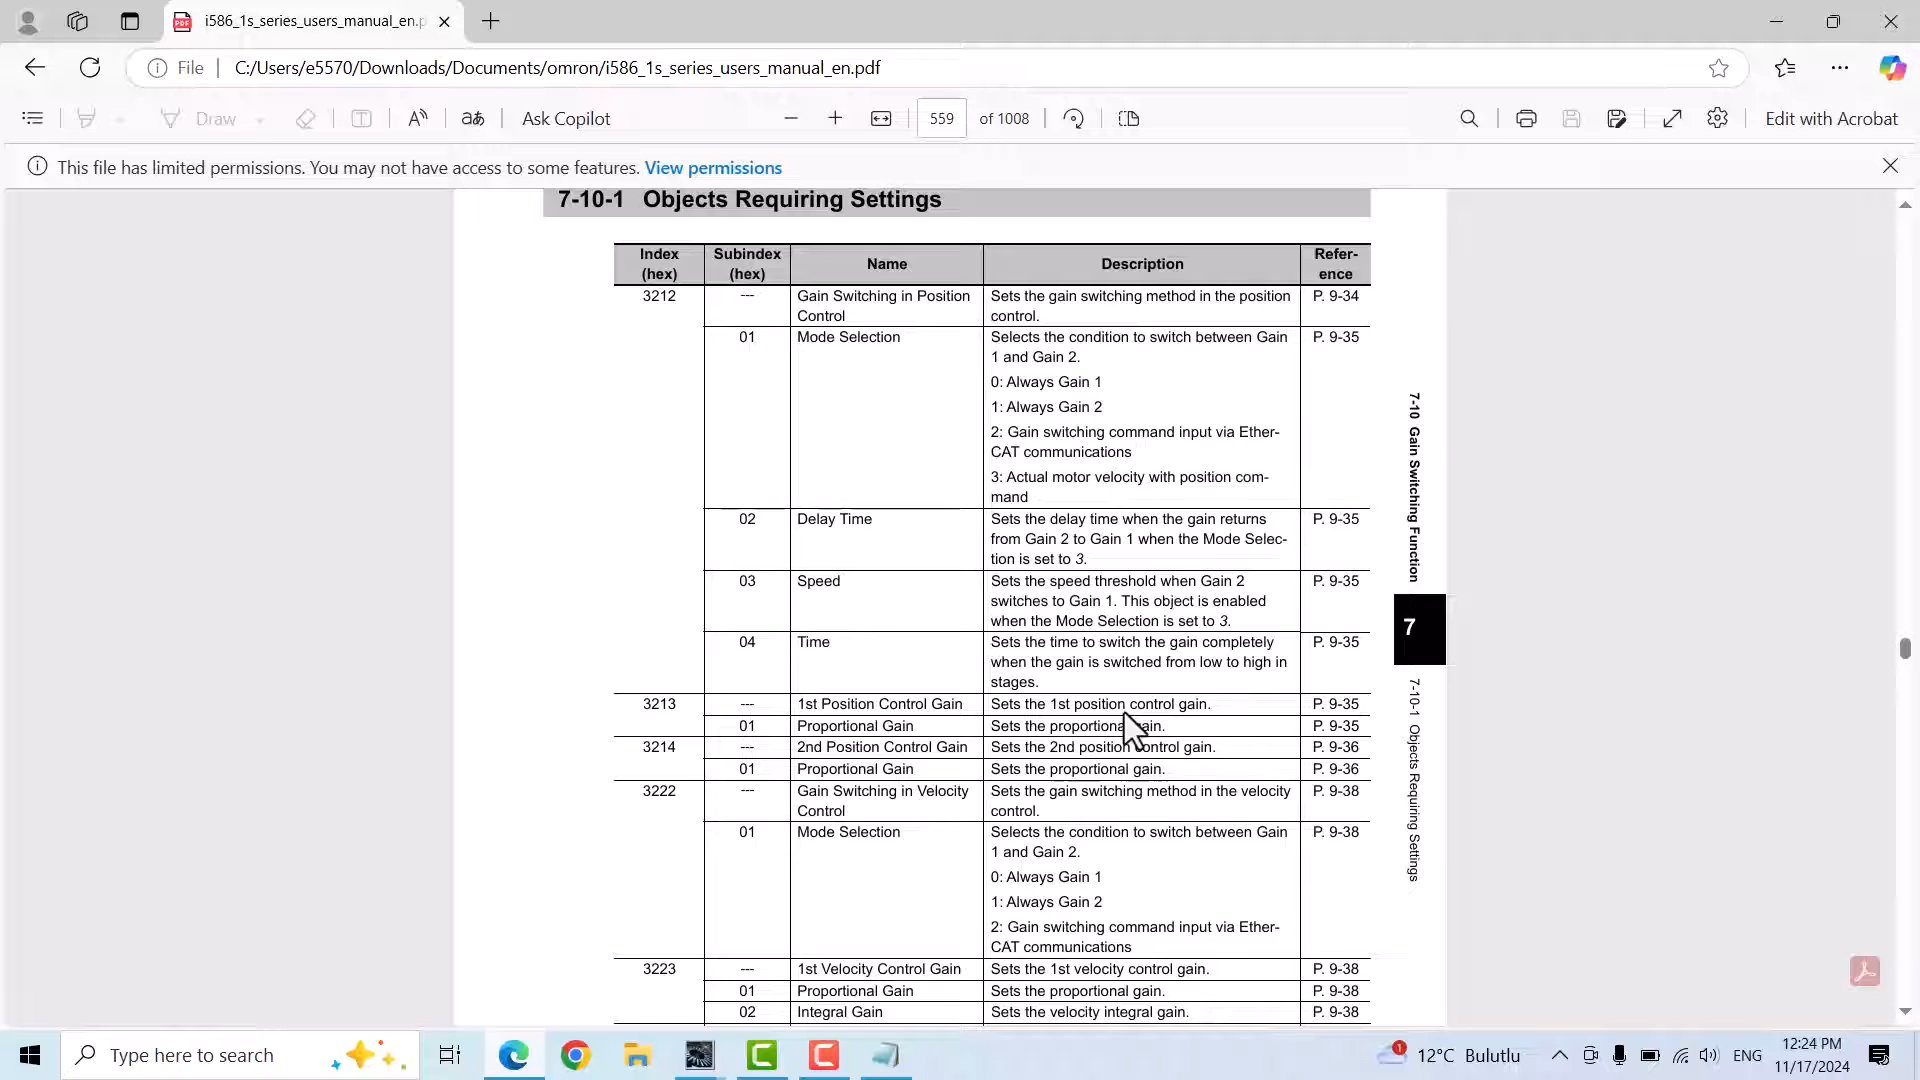 i586_1s_series_users_manual_en.p
File
C:/Users/e5570/Downloads/Documents/omron/i586_1s_series_users_manual_en.pdf
Draw
Ask Copilot
559
of 1008
Edit with Acrobat
This file has limited permissions. You may not have access to some features. View permissions
7-10-1 Objects Requiring Settings
Index (hex)
Subindex (hex)
Name
Description
Refer-
ence
3212 --- Gain Switching in Position Sets the gain switching method in the position P. 9-34
Control control.
01 Mode Selection Selects the condition to switch between Gain P. 9-35
1 and Gain 2.
0: Always Gain 1
1: Always Gain 2
2: Gain switching command input via Ether-
CAT communications
3: Actual motor velocity with position com-
mand
02 Delay Time Sets the delay time when the gain returns P. 9-35
from Gain 2 to Gain 1 when the Mode Selec-
tion is set to 3.
03 Speed Sets the speed threshold when Gain 2 P. 9-35
switches to Gain 1. This object is enabled
when the Mode Selection is set to 3.
04 Time Sets the time to switch the gain completely P. 9-35
when the gain is switched from low to high in
stages.
3213 --- 1st Position Control Gain Sets the 1st position control gain. P. 9-35
01 Proportional Gain Sets the proportional gain. P. 9-35
3214 --- 2nd Position Control Gain Sets the 2nd position control gain. P. 9-36
01 Proportional Gain Sets the proportional gain. P. 9-36
3222 --- Gain Switching in Velocity Sets the gain switching method in the velocity P. 9-38
Control control.
01 Mode Selection Selects the condition to switch between Gain P. 9-38
1 and Gain 2.
0: Always Gain 1
1: Always Gain 2
2: Gain switching command input via Ether-
CAT communications
3223 --- 1st Velocity Control Gain Sets the 1st velocity control gain. P. 9-38
01 Proportional Gain Sets the proportional gain. P. 9-38
02 Integral Gain Sets the velocity integral gain. P. 9-38
7-10 Gain Switching Function
7
7-10-1 Objects Requiring Settings
Type here to search
1
12°C Bulutlu
ENG
12:24 PM
11/17/2024